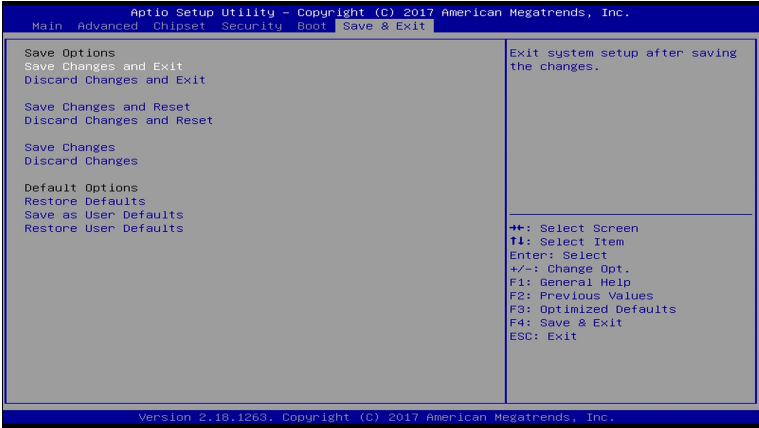 Aptio Setup Utility – Copyright (C) 2017 American Megatrends, Inc.
Main Advanced Chipset Security Boot Save & Exit
Save Options
Save Changes and Exit
Discard Changes and Exit
Save Changes and Reset
Discard Changes and Reset
Save Changes
Discard Changes
Default Options
Restore Defaults
Save as User Defaults
Restore User Defaults
Exit system setup after saving
the changes.
→←: Select Screen
↑↓: Select Item
Enter: Select
+/-: Change Opt.
F1: General Help
F2: Previous Values
F3: Optimized Defaults
F4: Save & Exit
ESC: Exit
Version 2.18.1263. Copyright (C) 2017 American Megatrends, Inc.